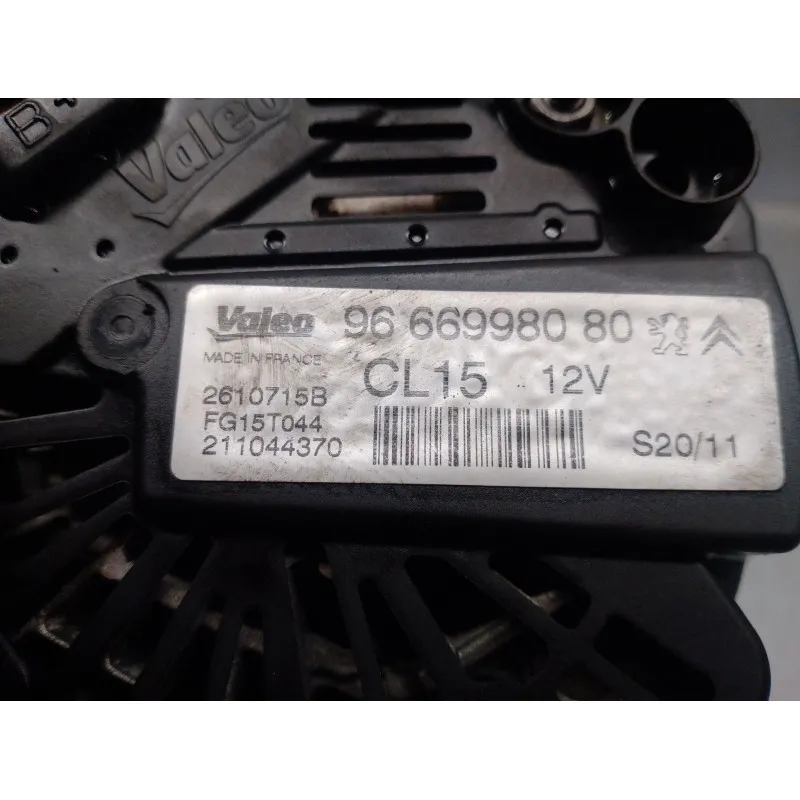 B+
Valeo
Valeo 96 669980 80
MADE IN FRANCE
CL15 12V
2610715B
FG15T044
211044370
S20/11